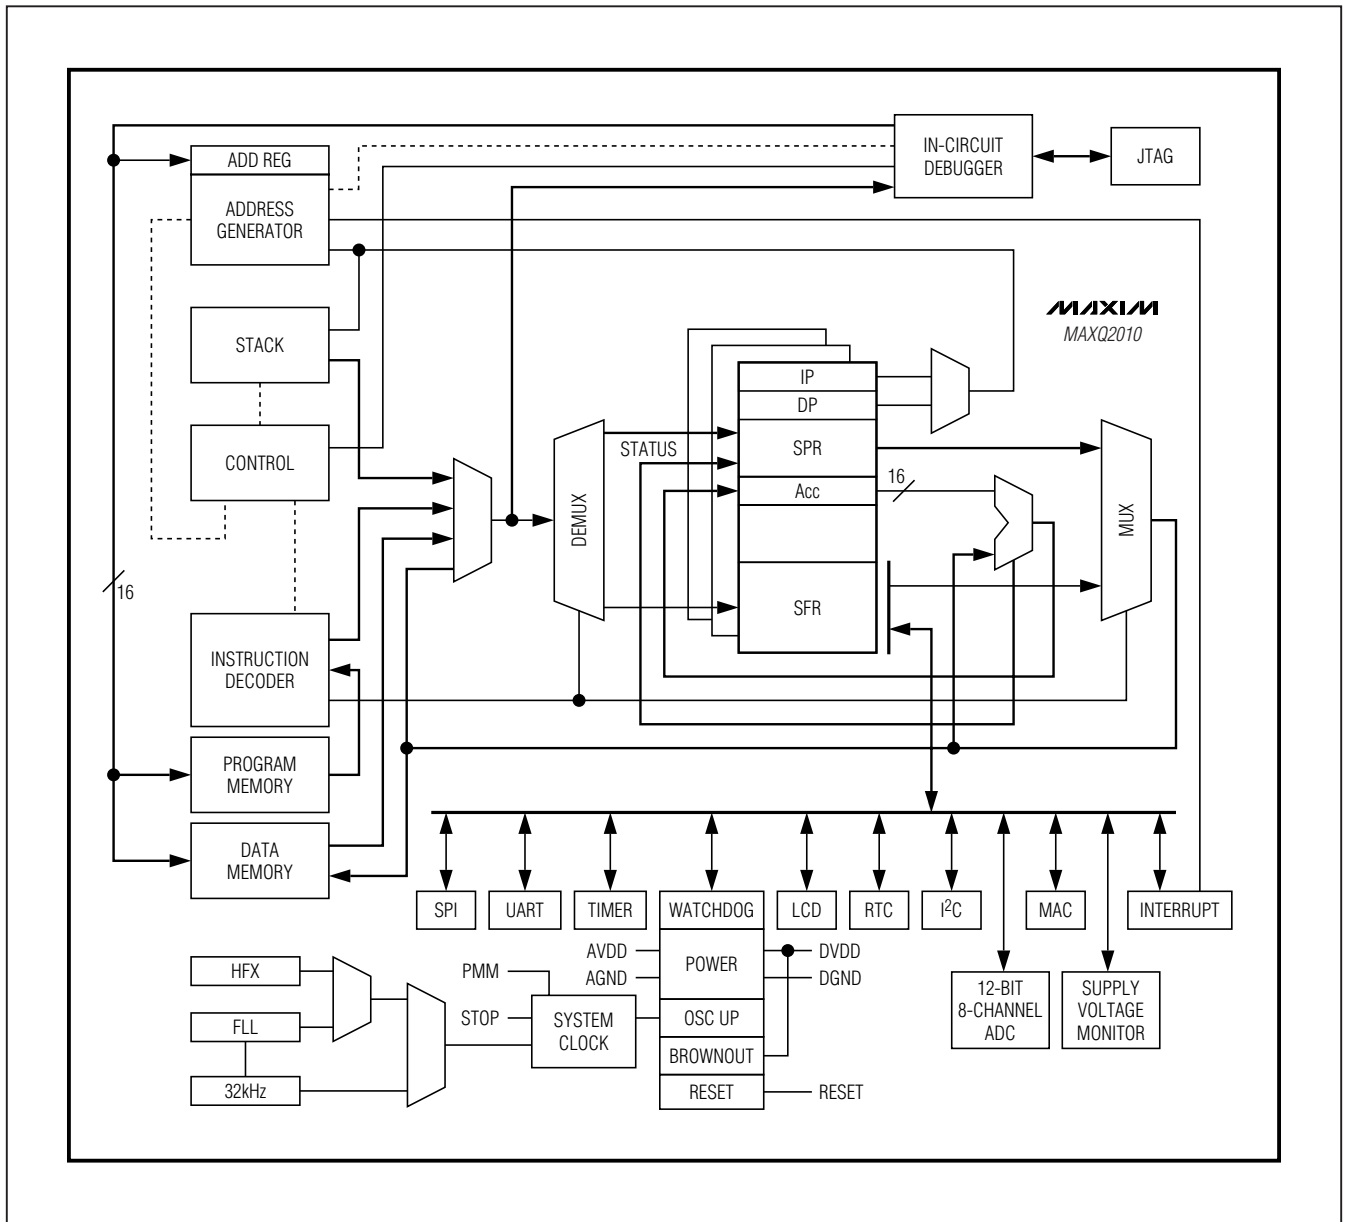 IN-CIRCUIT
DEBUGGER
JTAG
ADD REG
ADDRESS
GENERATOR
STACK
CONTROL
INSTRUCTION
DECODER
PROGRAM
MEMORY
DATA
MEMORY
16
DEMUX
STATUS
IP
DP
SPR
Acc
SFR
16
MUX
MAXIM
MAXQ2010
SPI
UART
TIMER
WATCHDOG
LCD
RTC
I²C
MAC
INTERRUPT
12-BIT
8-CHANNEL
ADC
SUPPLY
VOLTAGE
MONITOR
HFX
FLL
32kHz
PMM
STOP
SYSTEM
CLOCK
AVDD
AGND
POWER
OSC UP
BROWNOUT
RESET
DVDD
DGND
RESET